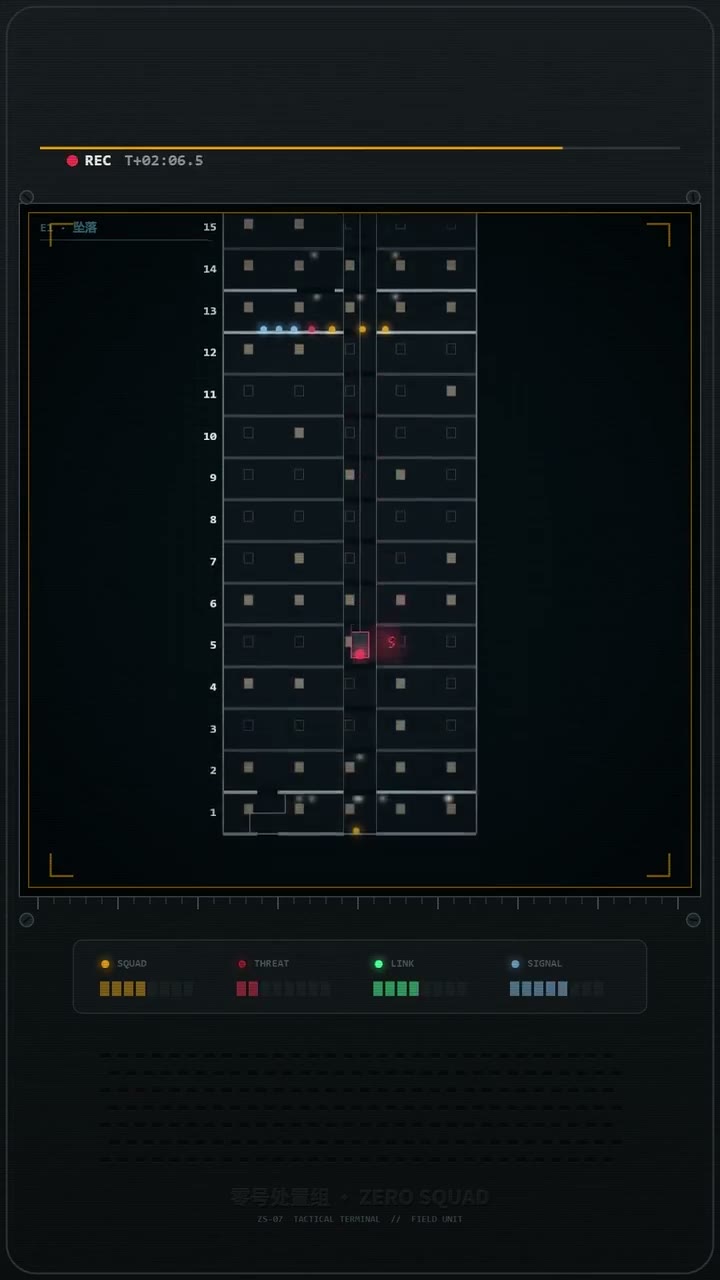 REC T+02:06.5
E1 · 坠落
15
14
13
12
11
10
9
8
7
6
5
S
4
3
2
1
SQUAD THREAT LINK SIGNAL
零号处置组 · ZERO SQUAD
ZS-07 TACTICAL TERMINAL // FIELD UNIT